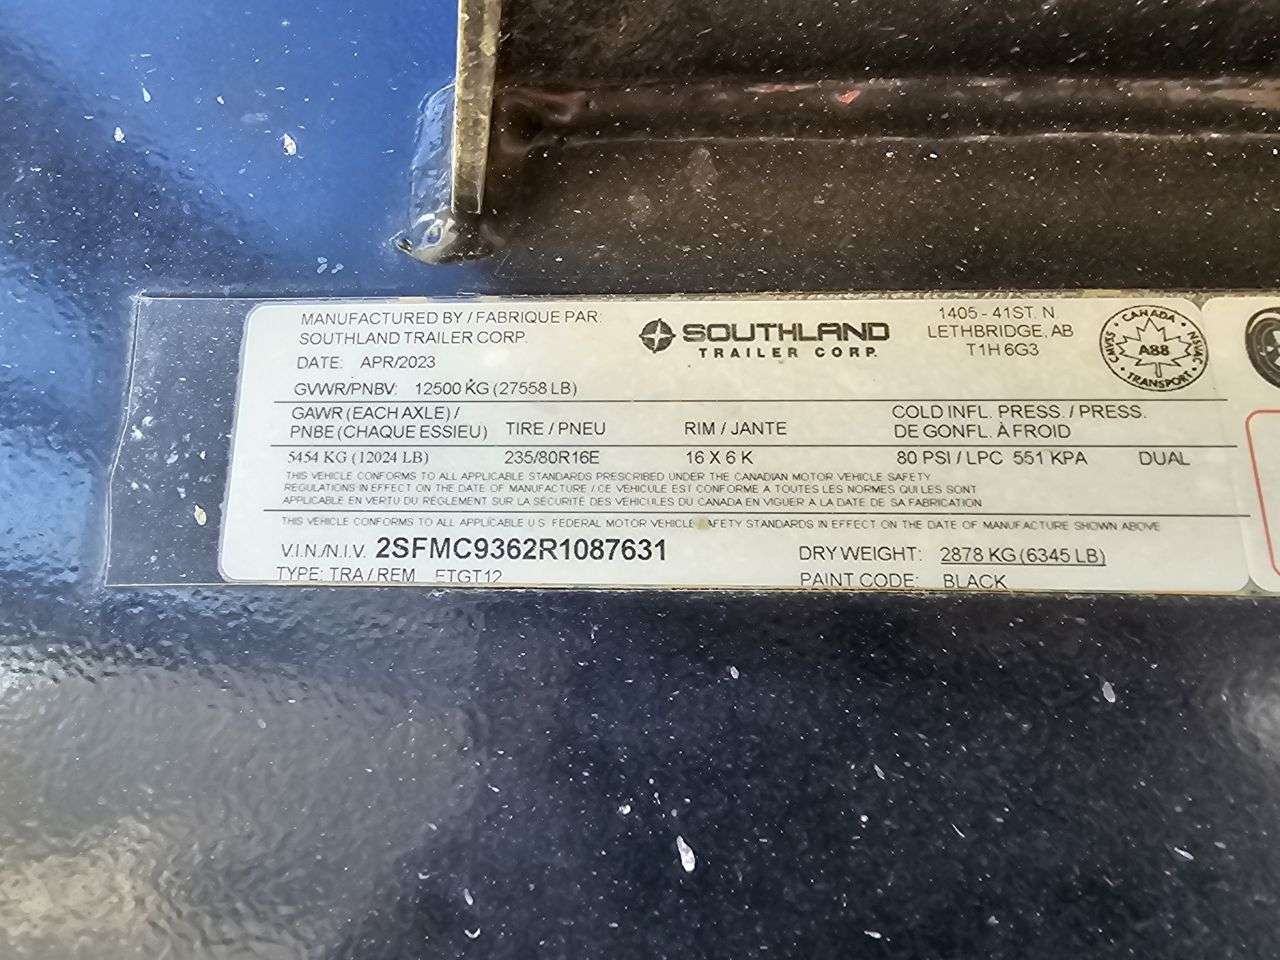 MANUFACTURED BY / FABRIQUE PAR:
SOUTHLAND TRAILER CORP.
DATE: APR/2023
GVWR/PNBV: 12500 KG (27558 LB)
SOUTHLAND
TRAILER CORP.
1405 - 41ST. N
LETHBRIDGE, AB
T1H 6G3
CANADA
A88
TRANSPORT
CMVSS
NSVAC
GAWR (EACH AXLE) /
PNBE (CHAQUE ESSIEU)
TIRE / PNEU
RIM / JANTE
COLD INFL. PRESS. / PRESS.
DE GONFL. À FROID
5454 KG (12024 LB) 235/80R16E 16 X 6 K 80 PSI / LPC 551 KPA DUAL
THIS VEHICLE CONFORMS TO ALL APPLICABLE STANDARDS PRESCRIBED UNDER THE CANADIAN MOTOR VEHICLE SAFETY
REGULATIONS IN EFFECT ON THE DATE OF MANUFACTURE / CE VEHICULE EST CONFORME A TOUTES LES NORMES QUI LES SONT
APPLICABLE EN VERTU DU REGLEMENT SUR LA SECURITE DES VEHICULES DU CANADA EN VIGUER A LA DATE DE SA FABRICATION
THIS VEHICLE CONFORMS TO ALL APPLICABLE U.S. FEDERAL MOTOR VEHICLE SAFETY STANDARDS IN EFFECT ON THE DATE OF MANUFACTURE SHOWN ABOVE
V.I.N./N.I.V. 2SFMC9362R1087631 DRY WEIGHT: 2878 KG (6345 LB)
TYPE: TRA / REM FTGT12 PAINT CODE: BLACK